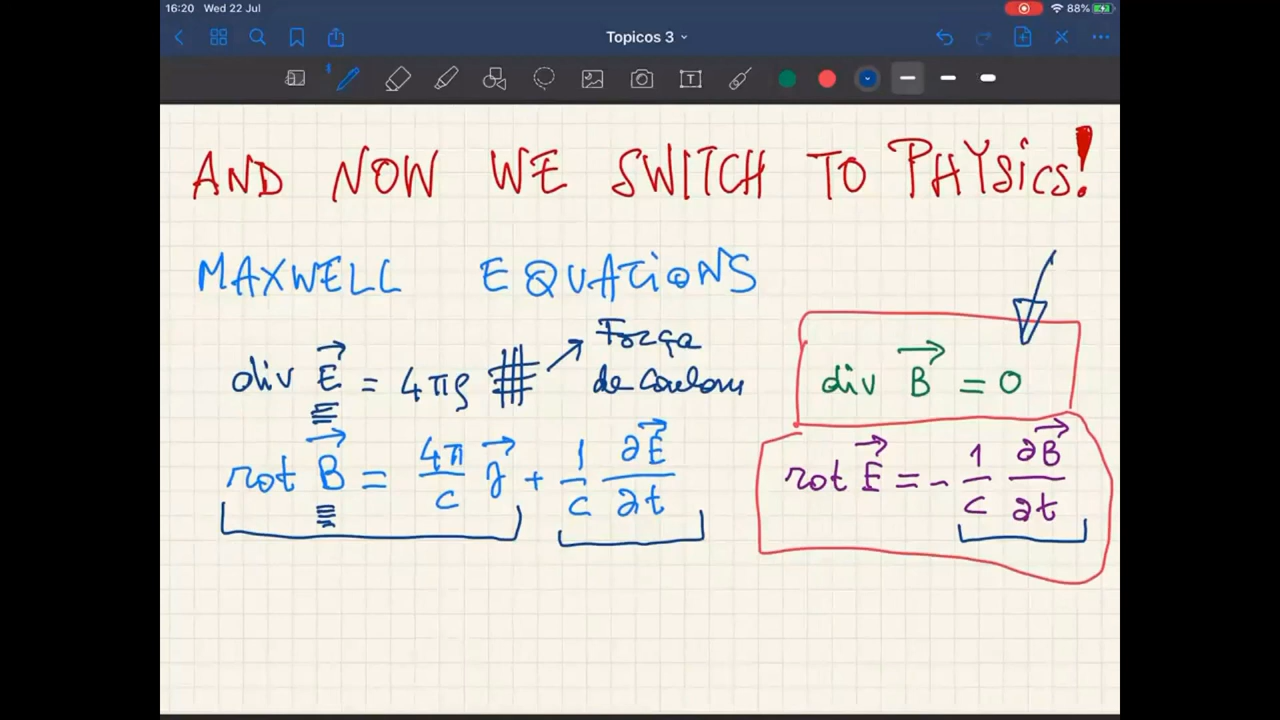 16:20 Wed 22 Jul
88%
Topicos 3
T
AND NOW WE SWITCH TO PHYSICS!
MAXWELL EQUATIONS
Força
de Coulomb
div E⃗ = 4πρ
div B⃗ = 0
rot B⃗ = 4π/c j⃗ + 1/c ∂E⃗/∂t
rot E⃗ = - 1/c ∂B⃗/∂t